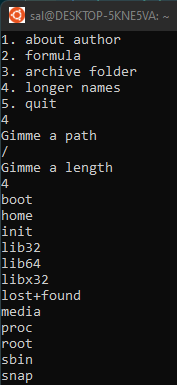 sal@DESKTOP-5KNE5VA: ~
1. about author
2. formula
3. archive folder
4. longer names
5. quit
4
Gimme a path
/
Gimme a length
4
boot
home
init
lib32
lib64
libx32
lost+found
media
proc
root
sbin
snap